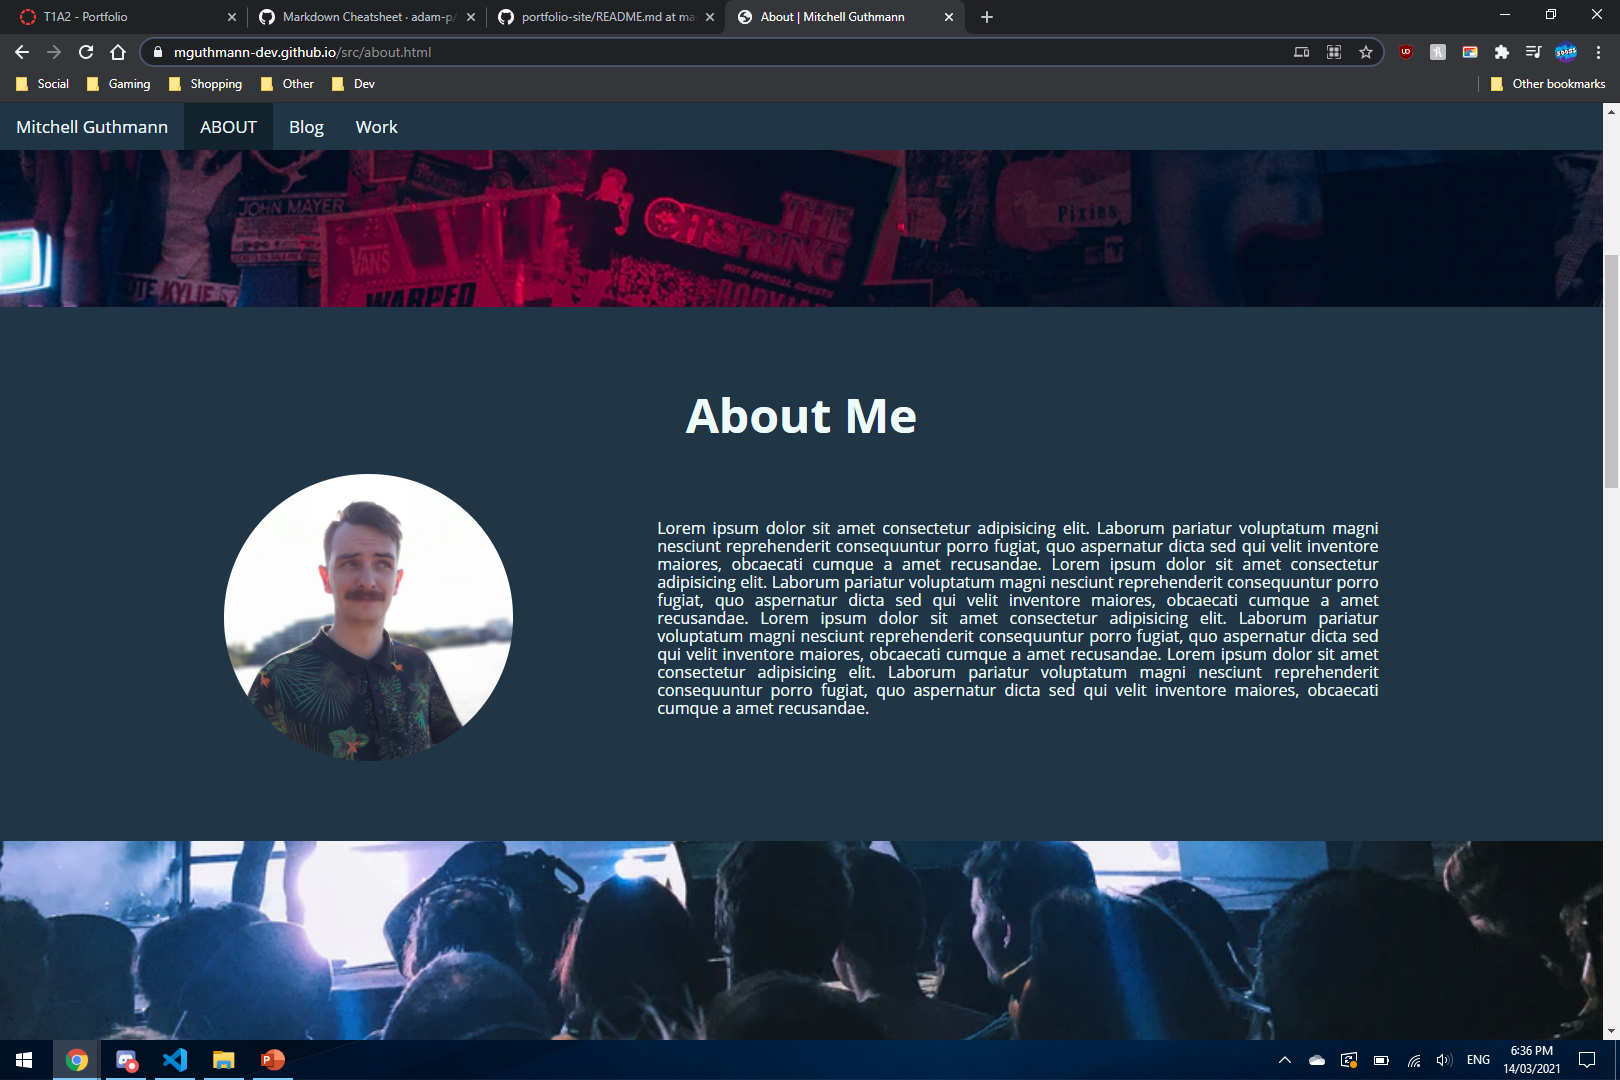 T1A2 - Portfolio
Markdown Cheatsheet · adam-p/
portfolio-site/README.md at ma
About | Mitchell Guthmann
mguthmann-dev.github.io/src/about.html
Social
Gaming
Shopping
Other
Dev
Other bookmarks
Mitchell Guthmann
ABOUT
Blog
Work
JOHN MAYER
VANS
WARPED
THE
OFFSPRING
WITH SPECIAL GUESTS
Pixies
KYLIE
About Me
Lorem ipsum dolor sit amet consectetur adipisicing elit. Laborum pariatur voluptatum magni
nesciunt reprehenderit consequuntur porro fugiat, quo aspernatur dicta sed qui velit inventore
maiores, obcaecati cumque a amet recusandae. Lorem ipsum dolor sit amet consectetur
adipisicing elit. Laborum pariatur voluptatum magni nesciunt reprehenderit consequuntur porro
fugiat, quo aspernatur dicta sed qui velit inventore maiores, obcaecati cumque a amet
recusandae. Lorem ipsum dolor sit amet consectetur adipisicing elit. Laborum pariatur
voluptatum magni nesciunt reprehenderit consequuntur porro fugiat, quo aspernatur dicta sed
qui velit inventore maiores, obcaecati cumque a amet recusandae. Lorem ipsum dolor sit amet
consectetur adipisicing elit. Laborum pariatur voluptatum magni nesciunt reprehenderit
consequuntur porro fugiat, quo aspernatur dicta sed qui velit inventore maiores, obcaecati
cumque a amet recusandae.
ENG
6:36 PM
14/03/2021